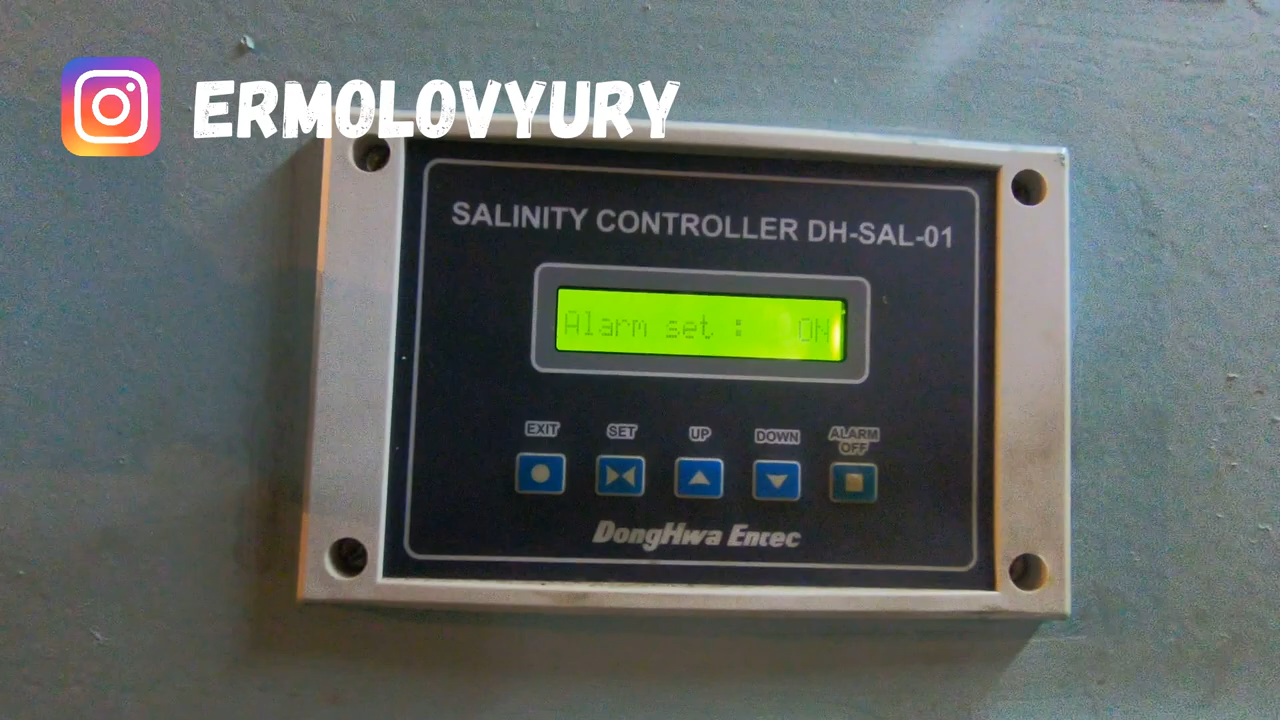 ERMOLOVYURY
SALINITY CONTROLLER DH-SAL-01
Alarm set : ON
EXIT SET UP DOWN ALARM OFF
DongHwa Entec